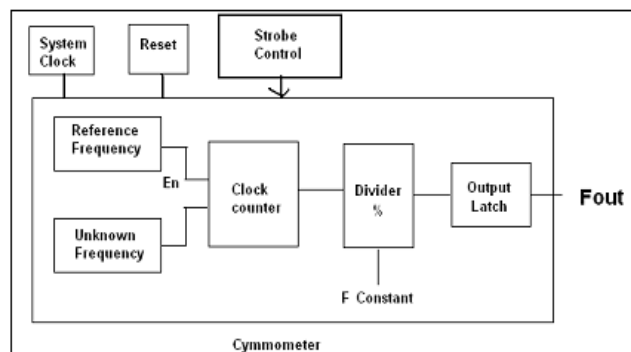 System
Clock
Reset
Strobe
Control
Reference
Frequency
En
Clock
counter
Divider
%
Output
Latch
Fout
Unknown
Frequency
F Constant
Cymmometer